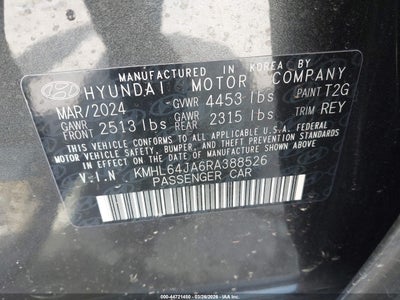 MANUFACTURED IN KOREA BY
HYUNDAI MOTOR COMPANY
MAR/2024 GVWR 4453 lbs PAINT T2G
GAWR FRONT 2513 lbs GAWR REAR 2315 lbs TRIM REY
THIS VEHICLE CONFORMS TO ALL APPLICABLE U.S. FEDERAL
MOTOR VEHICLE SAFETY, BUMPER, AND THEFT PREVENTION
STANDARDS IN EFFECT ON THE DATE OF MANUFACTURE SHOWN ABOVE.
V.I.N KMHL64JA6RA388526
PASSENGER CAR